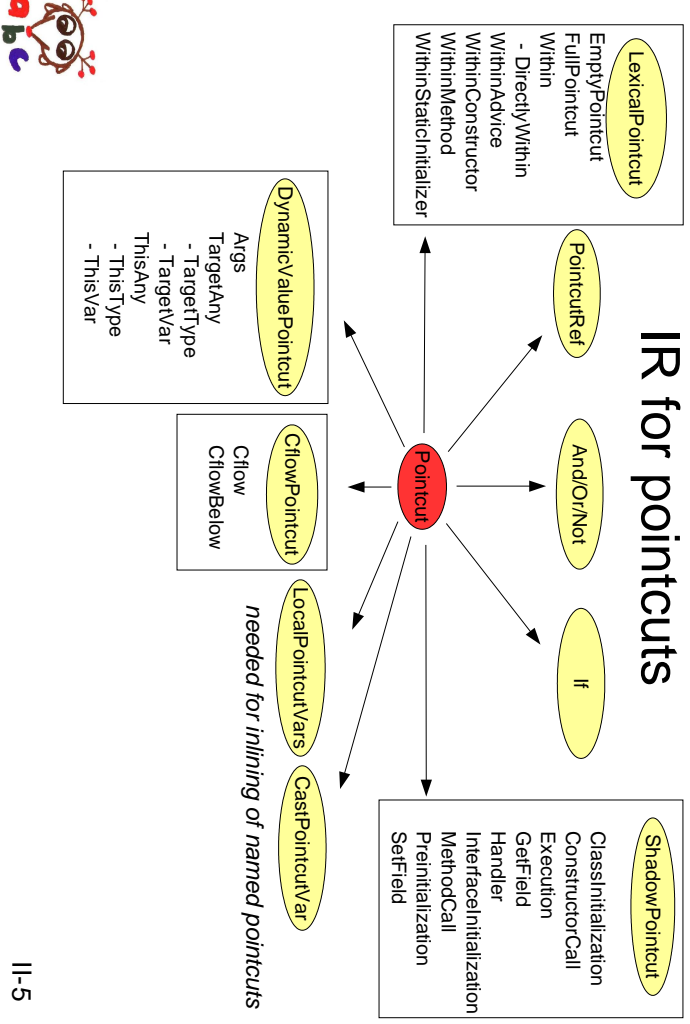 IR for pointcuts
LexicalPointcut
EmptyPointcut
FullPointcut
Within
- DirectlyWithin
WithinAdvice
WithinConstructor
WithinMethod
WithinStaticInitializer
PointcutRef
And/Or/Not
If
ShadowPointcut
ClassInitialization
ConstructorCall
Execution
GetField
Handler
InterfaceInitialization
MethodCall
Preinitialization
SetField
Pointcut
DynamicValuePointcut
Args
TargetAny
- TargetType
- TargetVar
ThisAny
- ThisType
- ThisVar
CflowPointcut
Cflow
CflowBelow
LocalPointcutVars
CastPointcutVar
needed for inlining of named pointcuts
abc
II-5